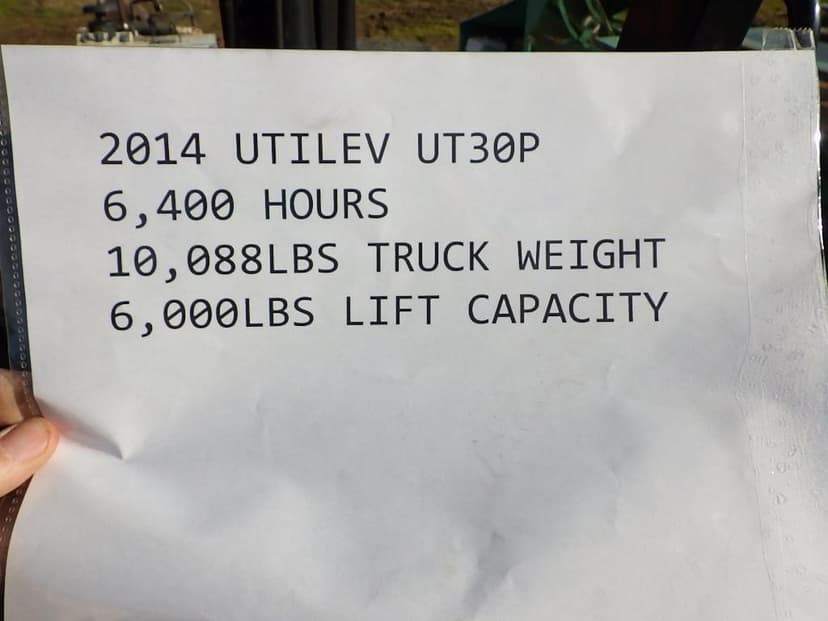 2014 UTILEV UT30P
6,400 HOURS
10,088LBS TRUCK WEIGHT
6,000LBS LIFT CAPACITY